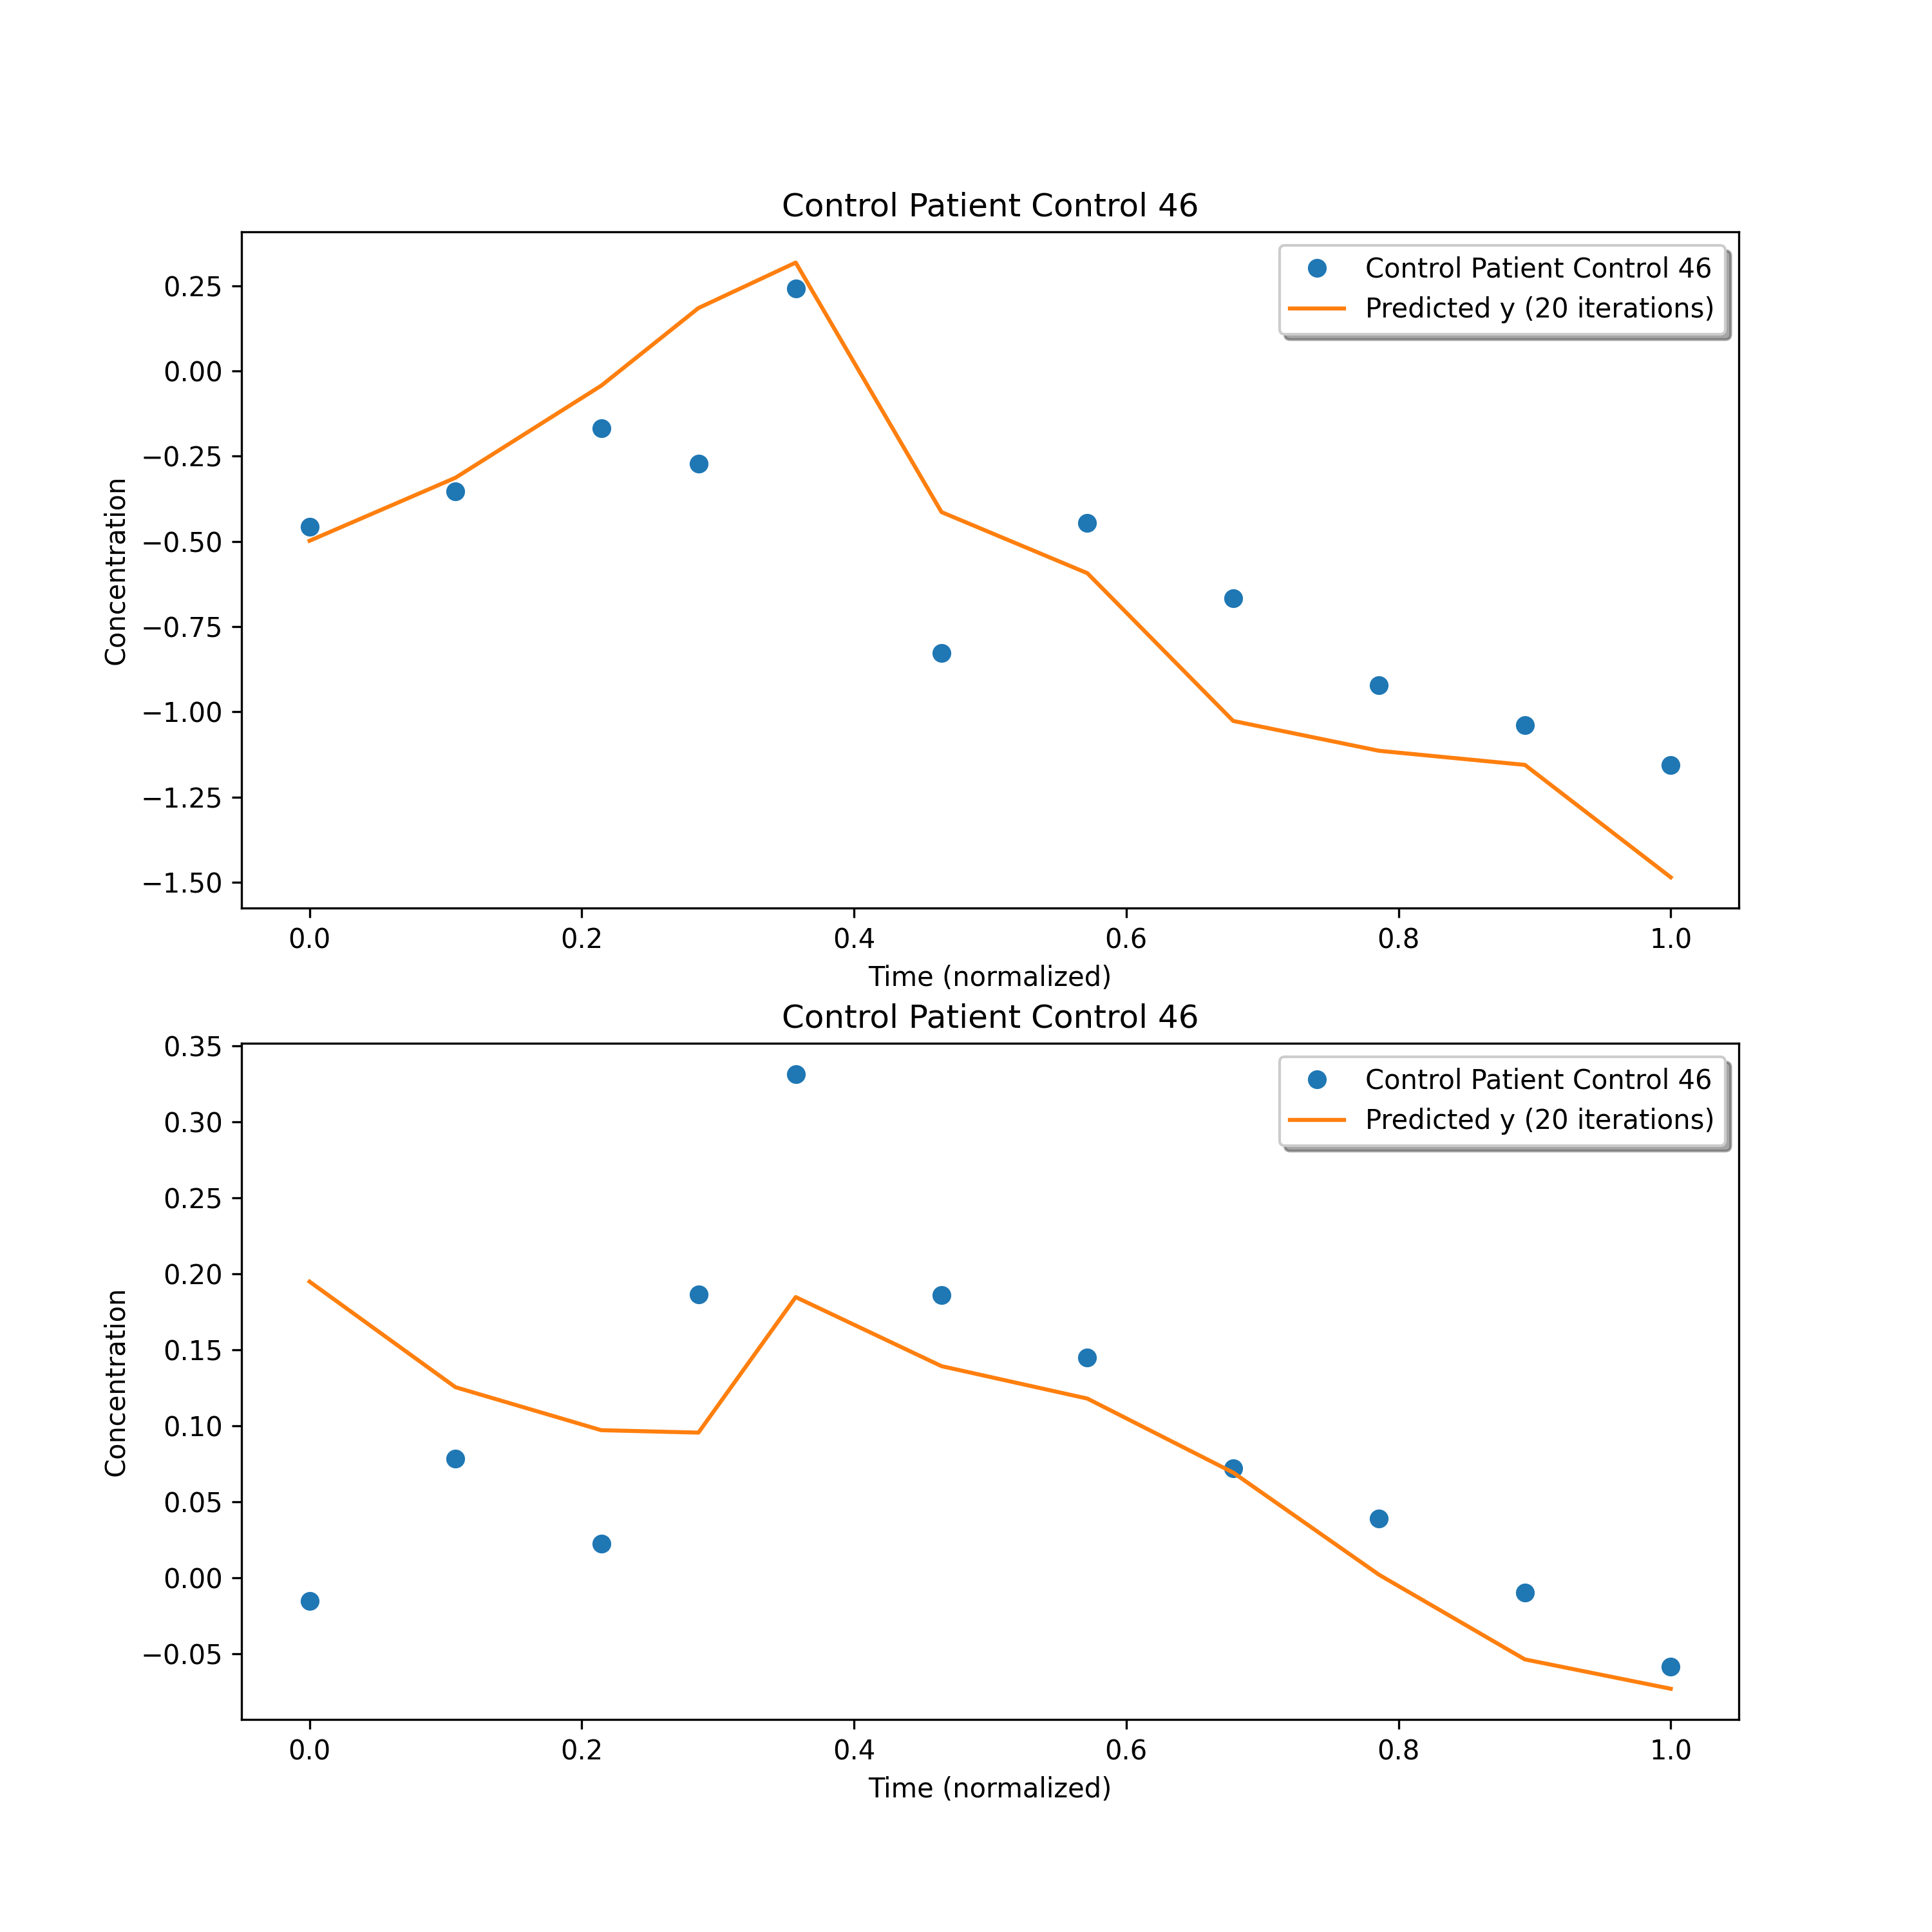 Control Patient Control 46
Control Patient Control 46
Predicted y (20 iterations)
0.25
0.00
−0.25
−0.50
−0.75
−1.00
−1.25
−1.50
Concentration
0.0 0.2 0.4 0.6 0.8 1.0
Time (normalized)
Control Patient Control 46
Control Patient Control 46
Predicted y (20 iterations)
0.35
0.30
0.25
0.20
0.15
0.10
0.05
0.00
−0.05
Concentration
0.0 0.2 0.4 0.6 0.8 1.0
Time (normalized)